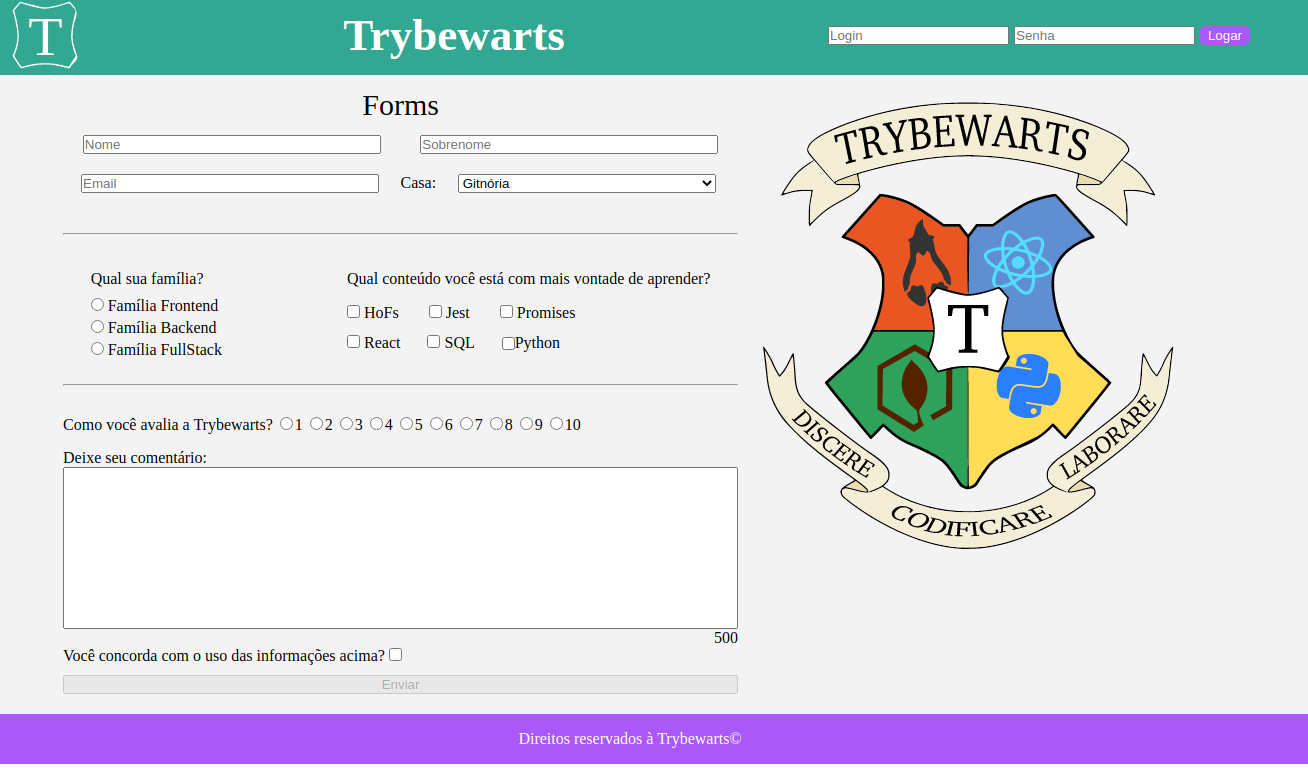 T
Trybewarts
Login Senha Logar
Forms
Nome Sobrenome
Email Casa: Gitnória
Qual sua família?
Família Frontend
Família Backend
Família FullStack
Qual conteúdo você está com mais vontade de aprender?
HoFs Jest Promises
React SQL Python
Como você avalia a Trybewarts? 1 2 3 4 5 6 7 8 9 10
Deixe seu comentário:
500
Você concorda com o uso das informações acima?
Enviar
TRYBEWARTS
T
DISCERE
CODIFICARE
LABORARE
Direitos reservados à Trybewarts©